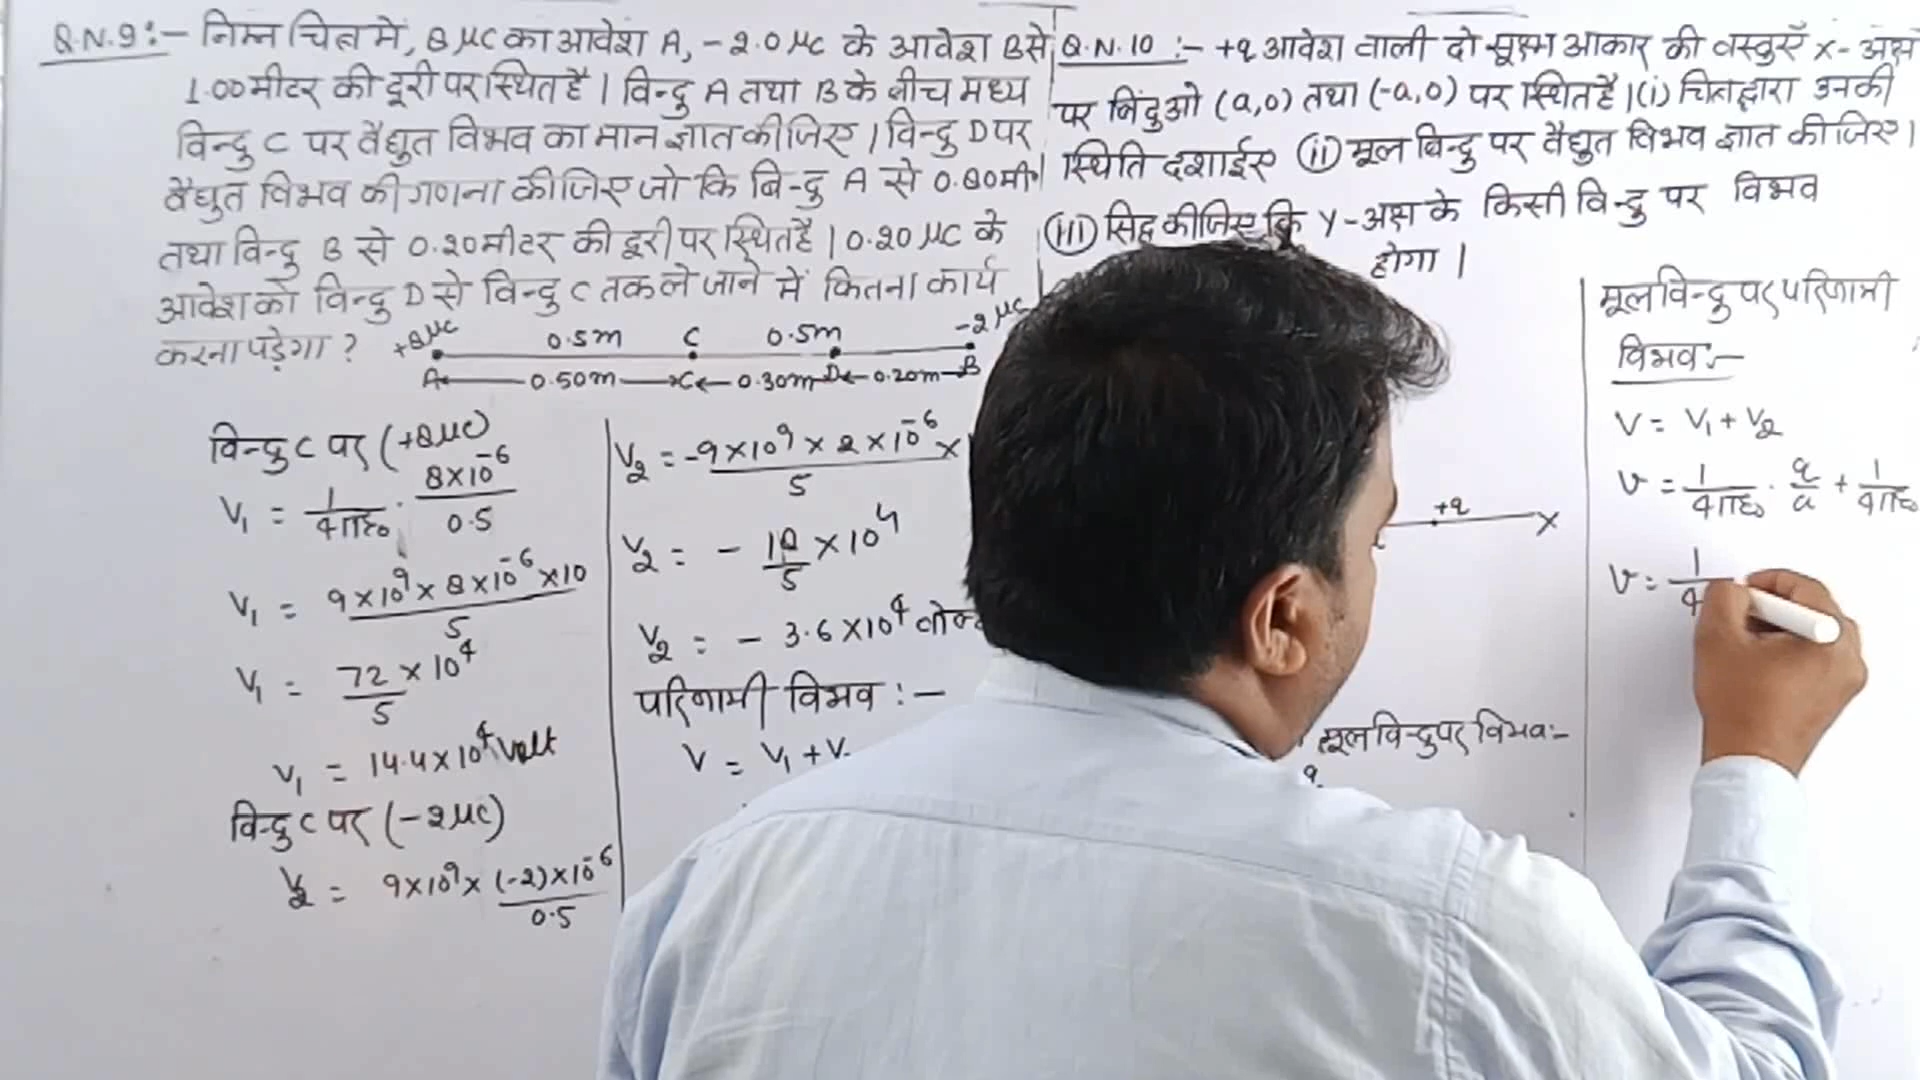 Q.N.9:- निम्न चित्र में, 8 μC का आवेश A, -2.0 μC के आवेश B से
1.00 मीटर की दूरी पर स्थित है। विन्दु A तथा B के बीच मध्य
विन्दु C पर वैद्युत विभव का मान ज्ञात कीजिए। विन्दु D पर
वैद्युत विभव की गणना कीजिए जो कि बिन्दु A से 0.80 मी०
तथा विन्दु B से 0.20 मीटर की दूरी पर स्थित है। 0.20 μC के
आवेश को विन्दु D से विन्दु C तक ले जाने में कितना कार्य
करना पड़ेगा?
+8μC 0.5m C 0.5m -2μC
A 0.50m C 0.30m D 0.20m B
विन्दु C पर (+8μC)
V₁ = 1/4πε₀ · 8×10⁻⁶/0.5
V₁ = 9×10⁹×8×10⁻⁶×10/5
V₁ = 72/5 ×10⁴
V₁ = 14.4×10⁴ Volt
विन्दु C पर (-2μC)
V₂ = 9×10⁹× (-2)×10⁻⁶/0.5
V₂ = -9×10⁹×2×10⁻⁶×/5
V₂ = - 18/5 ×10⁴
V₂ = - 3.6×10⁴
परिणामी विभव :-
V = V₁+V
Q.N.10 :- +q आवेश वाली दो सूक्ष्म आकार की वस्तुएँ X-अक्ष
पर बिंदुओ (a,0) तथा (-a,0) पर स्थित है।(i) चित्र द्वारा उनकी
स्थिति दर्शाईए (ii) मूल विन्दु पर वैद्युत विभव ज्ञात कीजिए।
(iii) सिद्ध कीजिए कि Y-अक्ष के किसी विन्दु पर विभव
होगा।
+q X
मूलविन्दु पर विभव:-
q
मूलविन्दु पर परिणामी
विभव:-
V = V₁+V₂
V = 1/4πε₀ · q/a + 1/4πε₀
V = 1/4